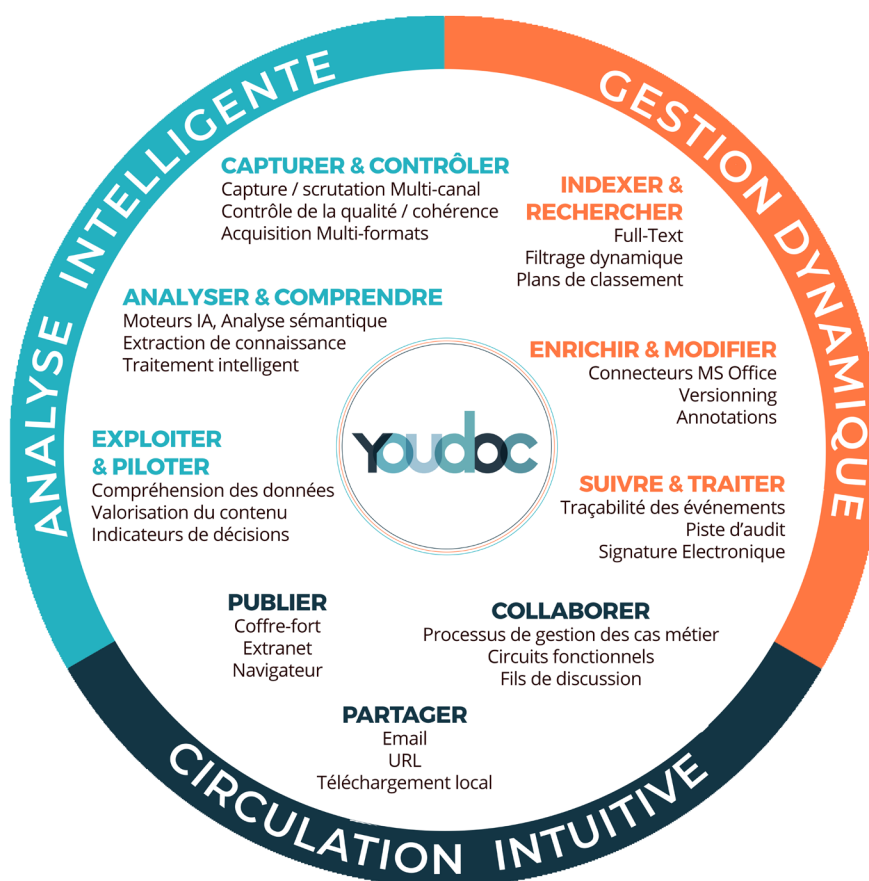 ANALYSE INTELLIGENTE
GESTION DYNAMIQUE
CAPTURER & CONTRÔLER
Capture / scrutation Multi-canal
Contrôle de la qualité / cohérence
Acquisition Multi-formats
INDEXER &
RECHERCHER
Full-Text
Filtrage dynamique
Plans de classement
ANALYSER & COMPRENDRE
Moteurs IA, Analyse sémantique
Extraction de connaissance
Traitement intelligent
ENRICHIR & MODIFIER
Connecteurs MS Office
Versionning
Annotations
Youdoc
EXPLOITER
& PILOTER
Compréhension des données
Valorisation du contenu
Indicateurs de décisions
SUIVRE & TRAITER
Traçabilité des événements
Piste d’audit
Signature Electronique
PUBLIER
Coffre-fort
Extranet
Navigateur
COLLABORER
Processus de gestion des cas métier
Circuits fonctionnels
Fils de discussion
PARTAGER
Email
URL
Téléchargement local
CIRCULATION INTUITIVE